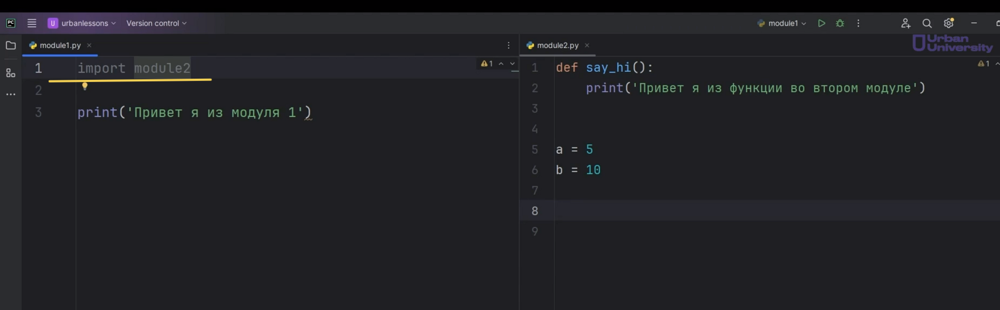 PC U urbanlessons Version control module1
module1.py
1 import module2
2
3 print('Привет я из модуля 1')
1
module2.py
Urban
University
1 def say_hi():
2 print('Привет я из функции во втором модуле')
3
4
5 a = 5
6 b = 10
7
8
9
1